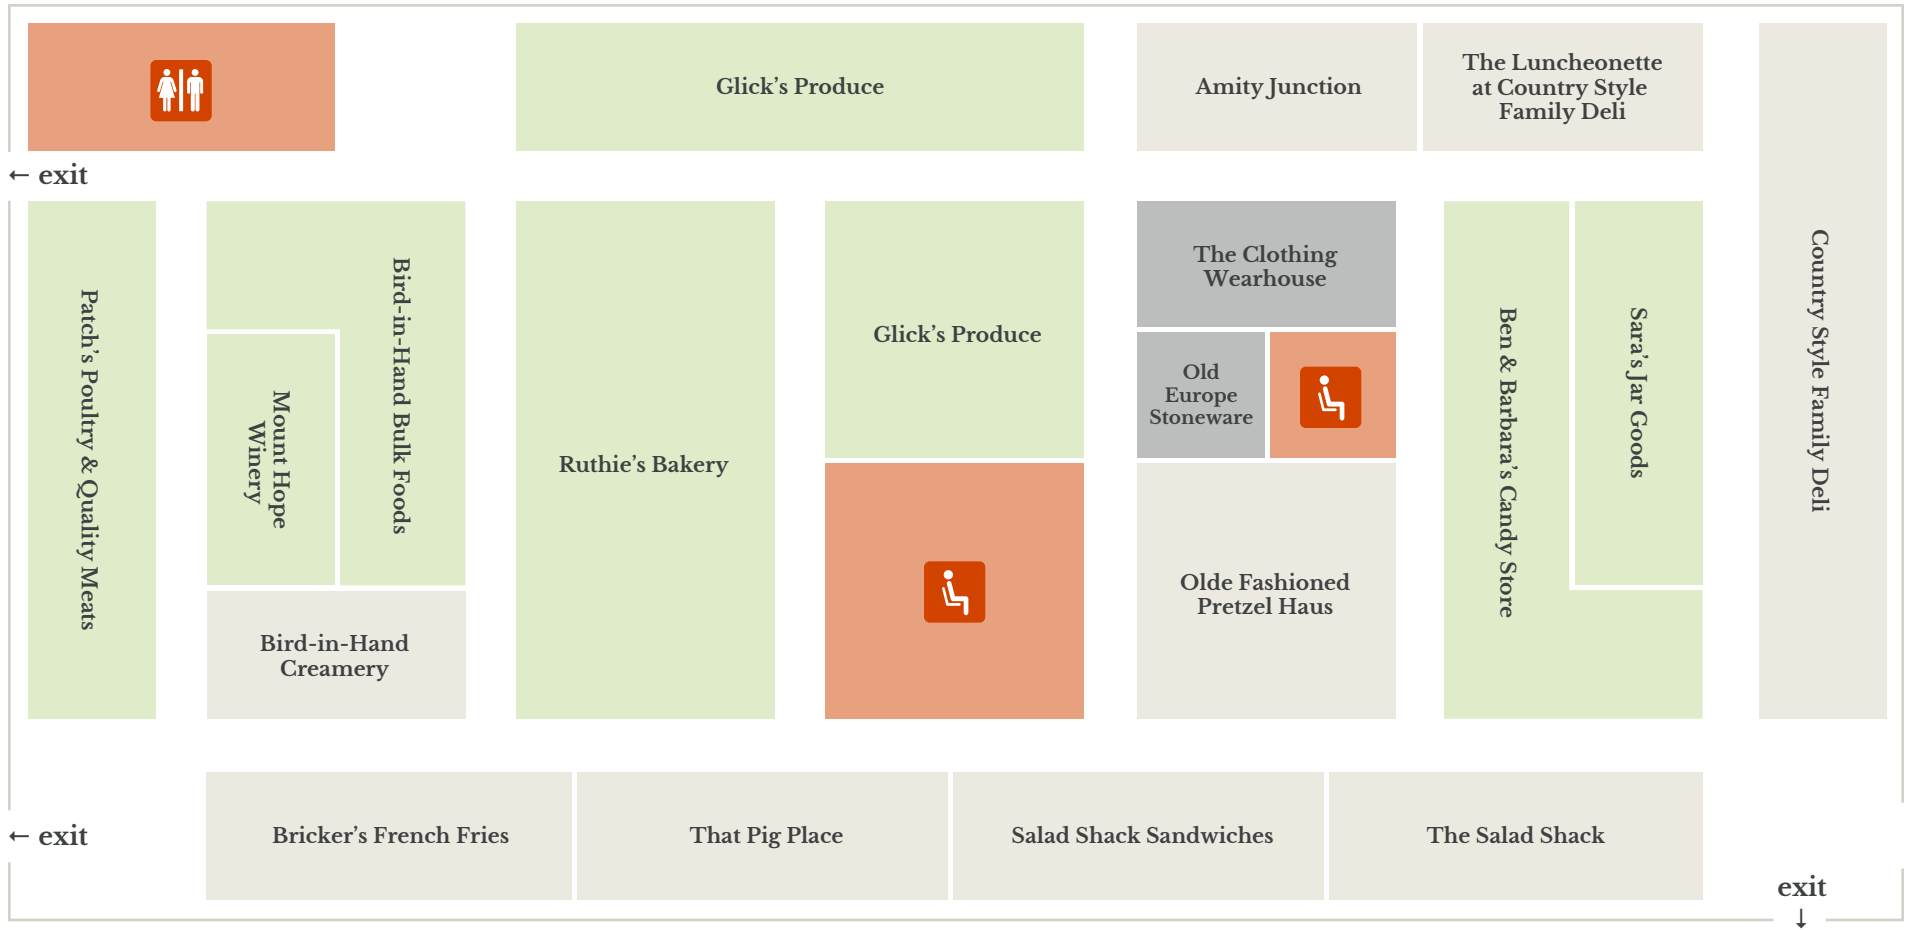 Glick’s Produce
Amity Junction
The Luncheonette
at Country Style
Family Deli
← exit
Patch’s Poultry & Quality Meats
Bird-in-Hand Bulk Foods
Mount Hope
Winery
Bird-in-Hand
Creamery
Ruthie’s Bakery
Glick’s Produce
The Clothing
Wearhouse
Old
Europe
Stoneware
Olde Fashioned
Pretzel Haus
Ben & Barbara’s Candy Store
Sara’s Jar Goods
Country Style Family Deli
← exit
Bricker’s French Fries
That Pig Place
Salad Shack Sandwiches
The Salad Shack
exit
↓